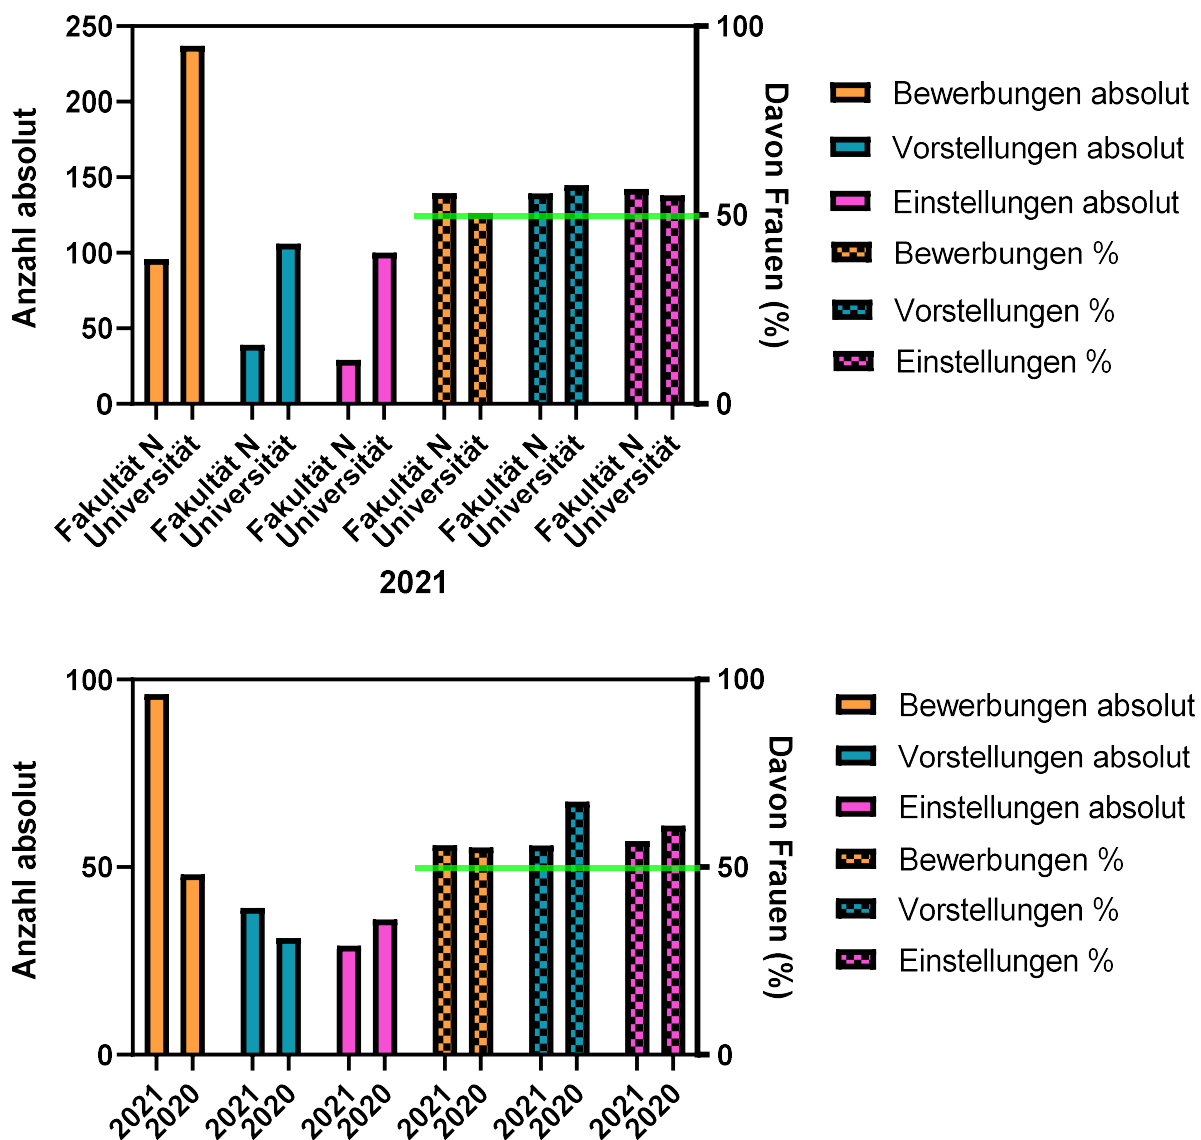 250
200
150
100
50
0
Anzahl absolut
100
50
0
Davon Frauen (%)
Fakultät N
Universität
Fakultät N
Universität
Fakultät N
Universität
Fakultät N
Universität
Fakultät N
Universität
Fakultät N
Universität
2021
Bewerbungen absolut
Vorstellungen absolut
Einstellungen absolut
Bewerbungen %
Vorstellungen %
Einstellungen %
100
50
0
Anzahl absolut
100
50
0
Davon Frauen (%)
2021
2020
2021
2020
2021
2020
2021
2020
2021
2020
2021
2020
Bewerbungen absolut
Vorstellungen absolut
Einstellungen absolut
Bewerbungen %
Vorstellungen %
Einstellungen %